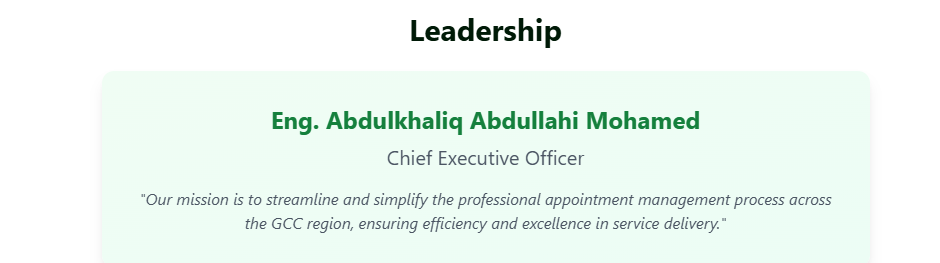 Leadership
Eng. Abdulkhaliq Abdullahi Mohamed
Chief Executive Officer
"Our mission is to streamline and simplify the professional appointment management process across
the GCC region, ensuring efficiency and excellence in service delivery."